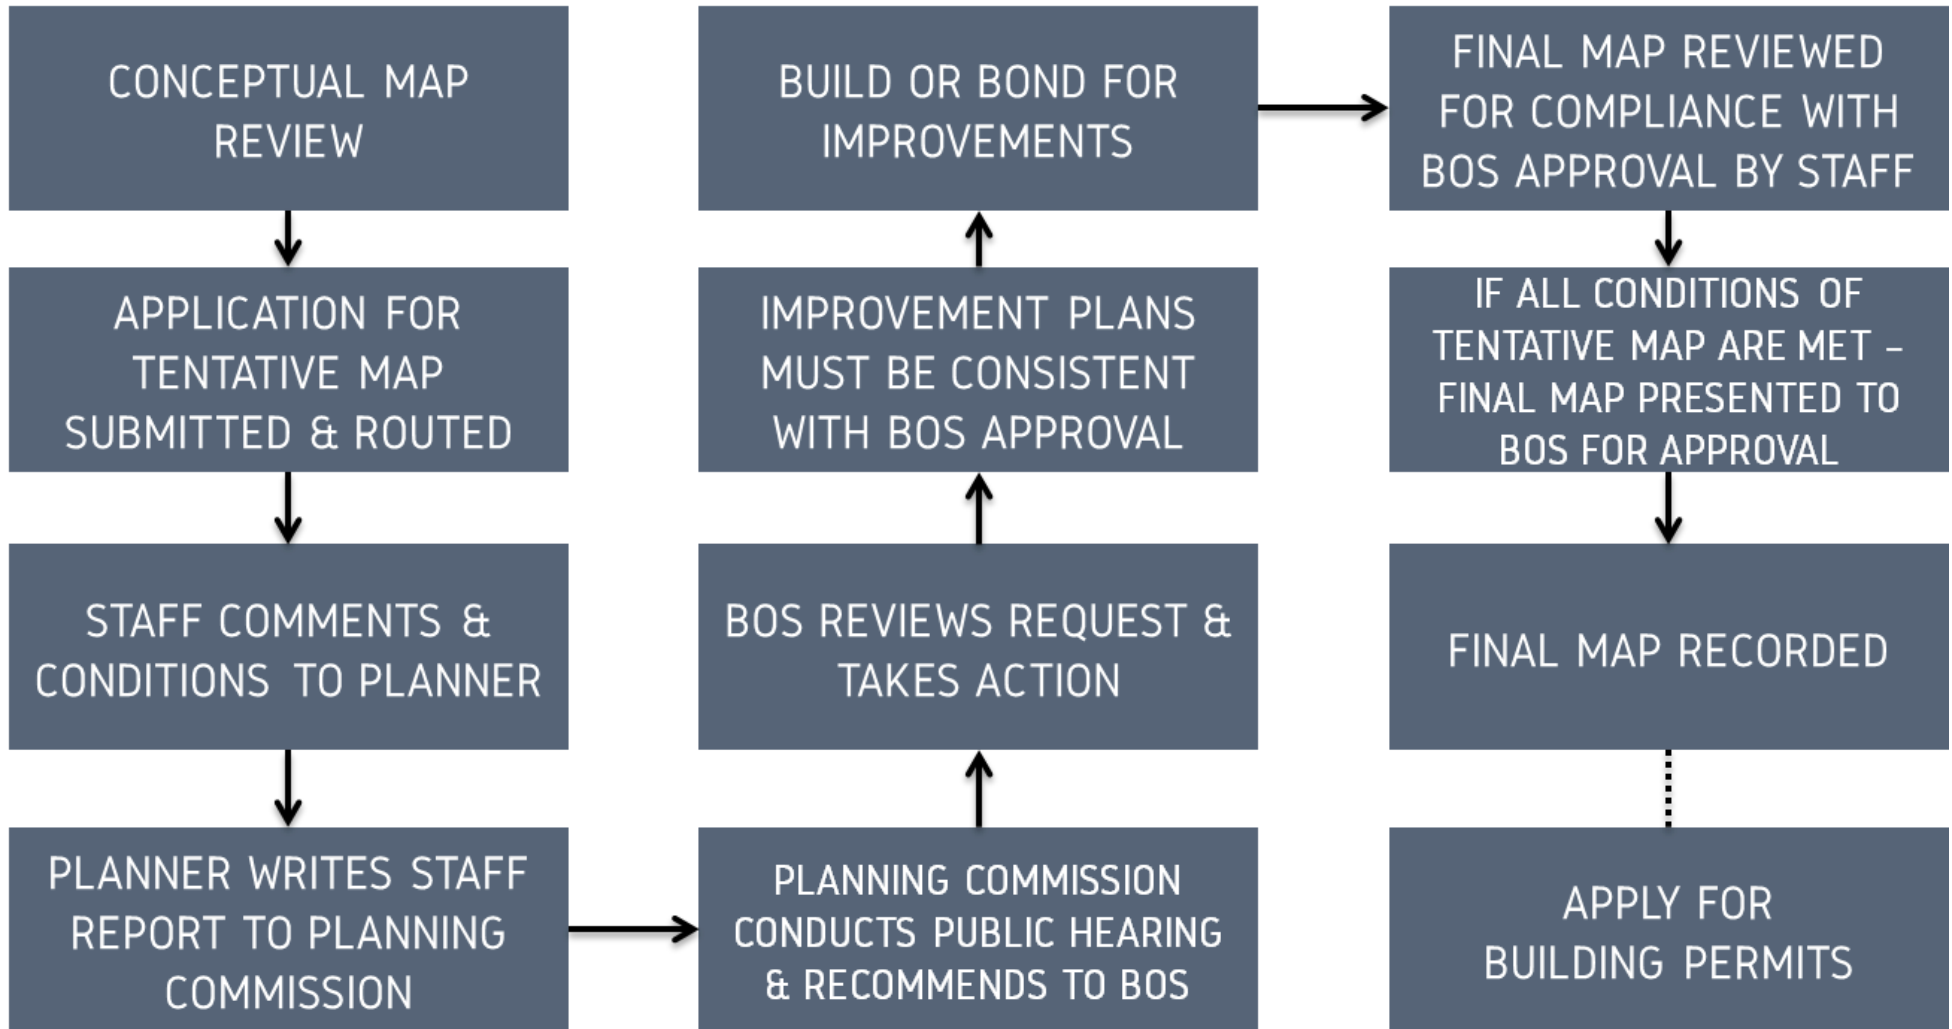 CONCEPTUAL MAP
REVIEW
APPLICATION FOR
TENTATIVE MAP
SUBMITTED & ROUTED
STAFF COMMENTS &
CONDITIONS TO PLANNER
PLANNER WRITES STAFF
REPORT TO PLANNING
COMMISSION
PLANNING COMMISSION
CONDUCTS PUBLIC HEARING
& RECOMMENDS TO BOS
BOS REVIEWS REQUEST &
TAKES ACTION
IMPROVEMENT PLANS
MUST BE CONSISTENT
WITH BOS APPROVAL
BUILD OR BOND FOR
IMPROVEMENTS
FINAL MAP REVIEWED
FOR COMPLIANCE WITH
BOS APPROVAL BY STAFF
IF ALL CONDITIONS OF
TENTATIVE MAP ARE MET –
FINAL MAP PRESENTED TO
BOS FOR APPROVAL
FINAL MAP RECORDED
APPLY FOR
BUILDING PERMITS